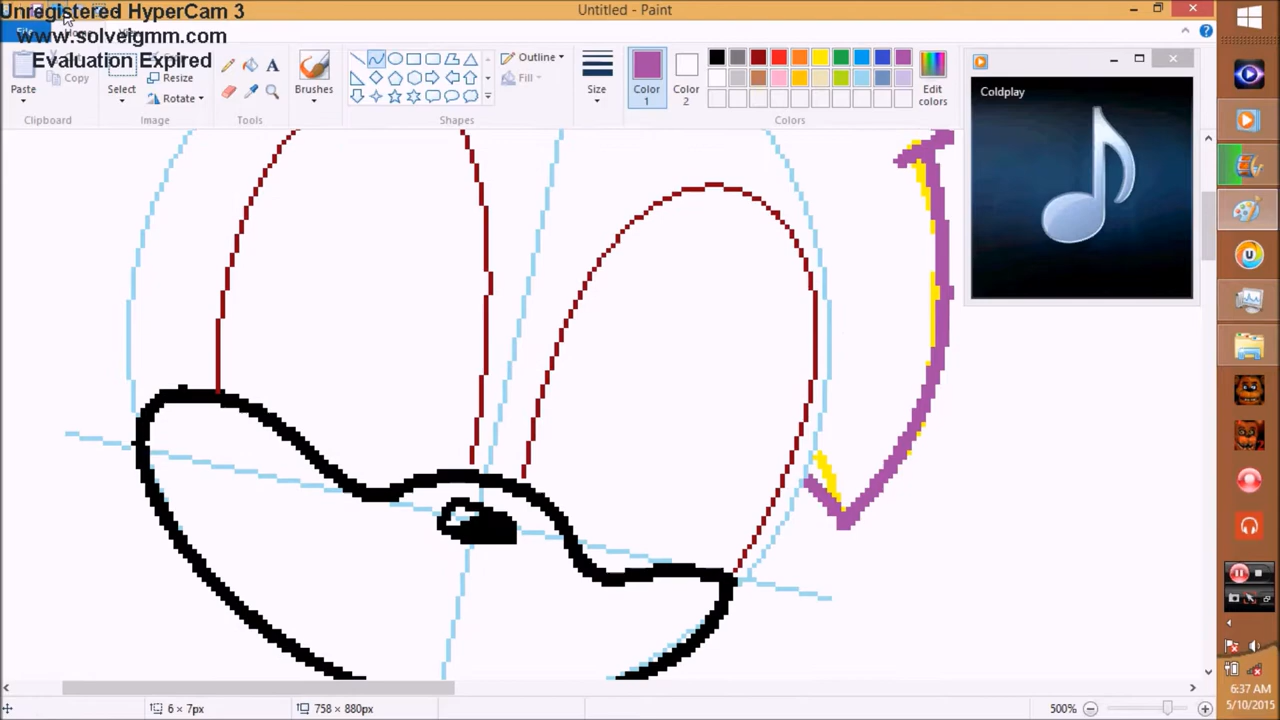 Unregistered HyperCam 3
www.solveigmm.com
Evaluation Expired
Untitled - Paint
Paste
Copy
Clipboard
Select
Resize
Rotate
Image
Tools
Brushes
Outline
Fill
Shapes
Size
Color 1
Color 2
Edit colors
Colors
Coldplay
6 × 7px
758 × 880px
500%
6:37 AM
5/10/2015